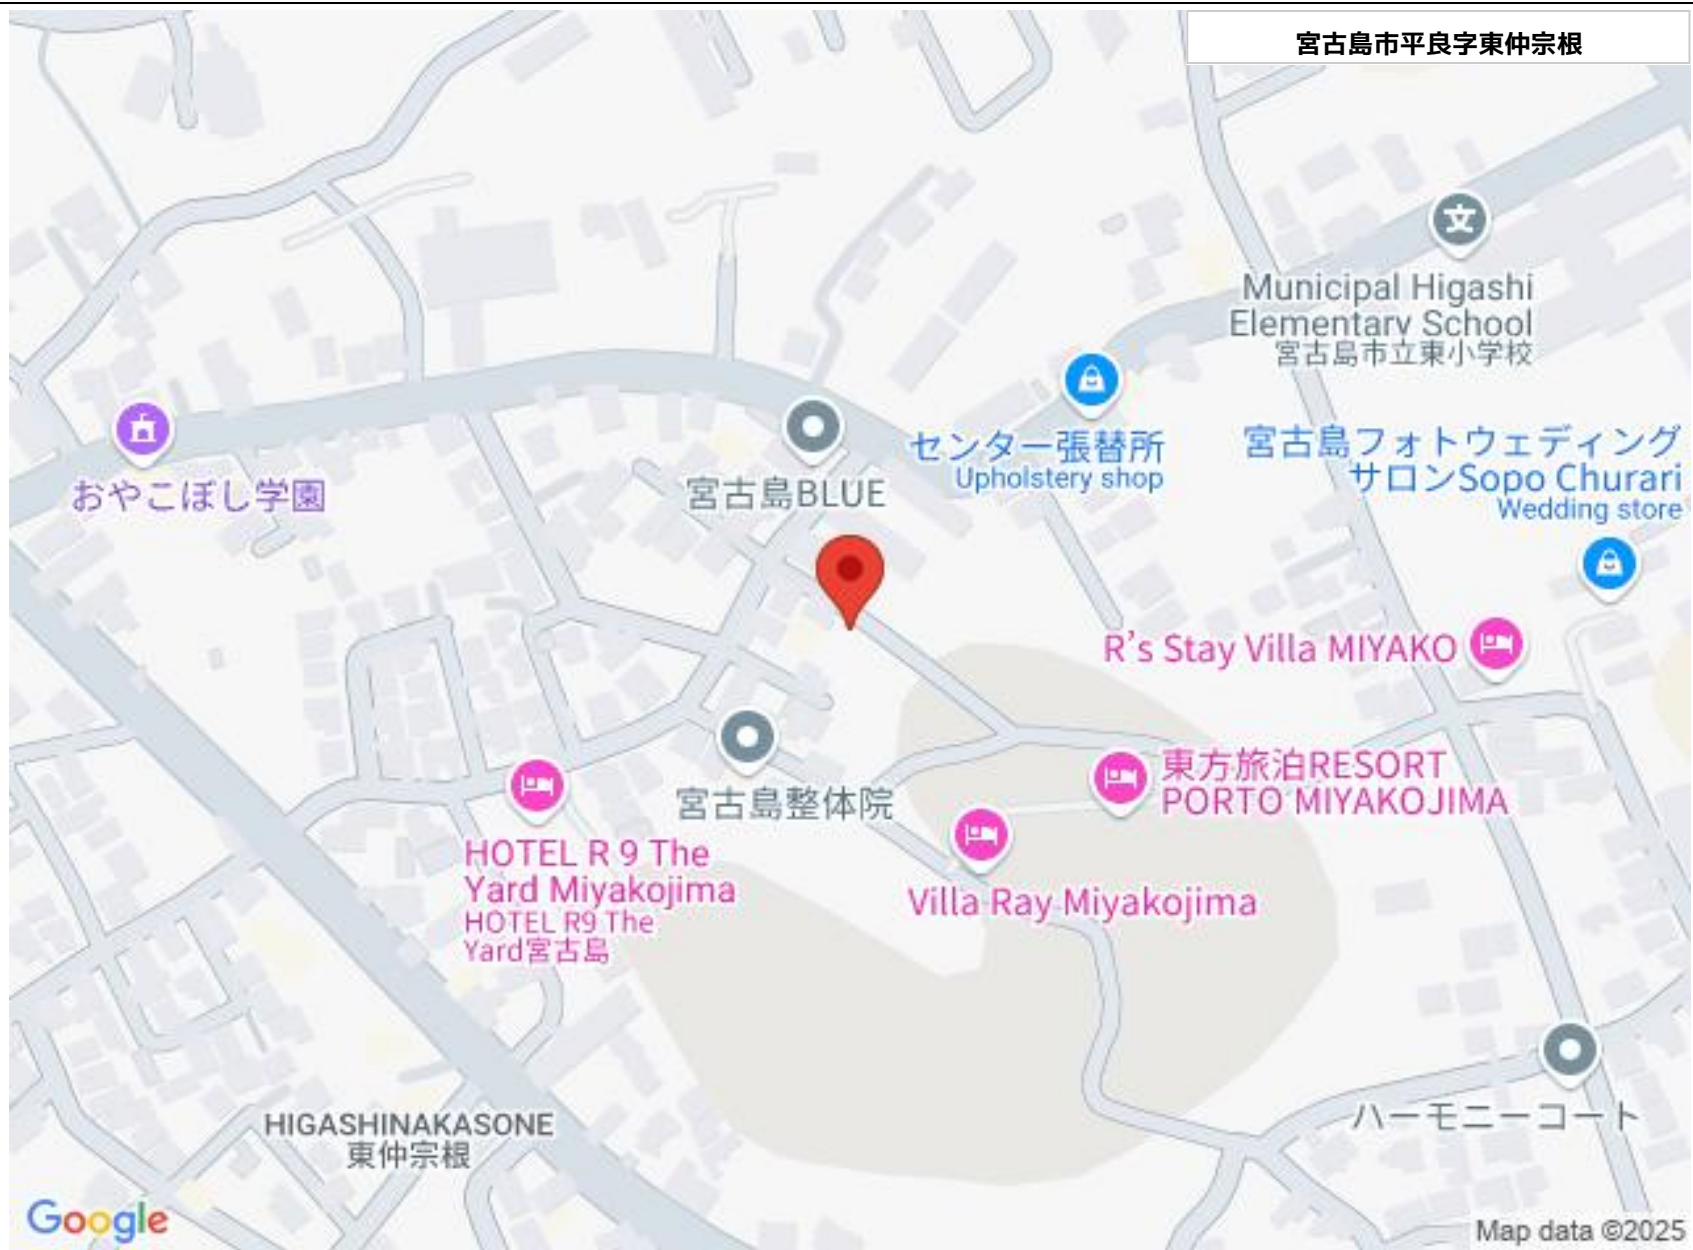 宮古島市平良字東仲宗根
Municipal Higashi
Elementary School
宮古島市立東小学校
センター張替所
Upholstery shop
宮古島フォトウェディング
サロンSopo Churari
Wedding store
おやこぼし学園
宮古島BLUE
R's Stay Villa MIYAKO
東方旅泊RESORT
PORTO MIYAKOJIMA
宮古島整体院
HOTEL R 9 The
Yard Miyakojima
HOTEL R9 The
Yard宮古島
Villa Ray Miyakojima
ハーモニーコート
HIGASHINAKASONE
東仲宗根
Google
Map data ©2025